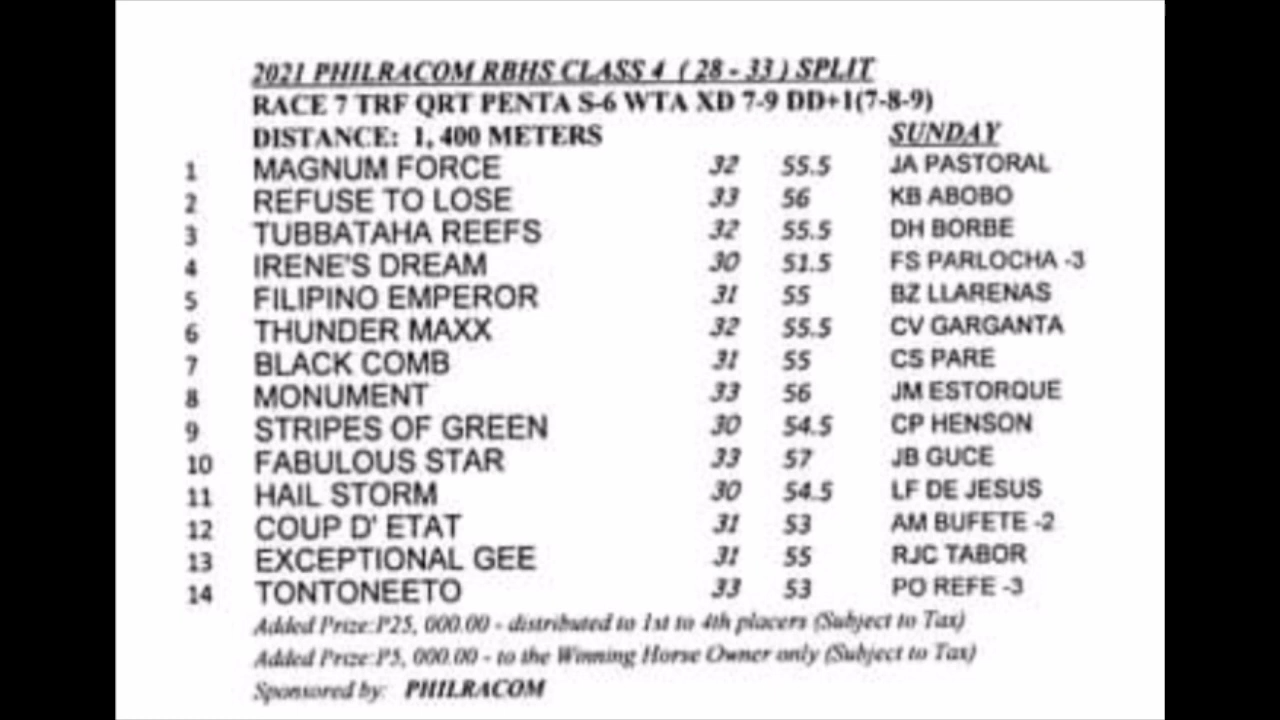 2021 PHILRACOM RBHS CLASS 4 ( 28 - 33 ) SPLIT
RACE 7 TRF QRT PENTA S-6 WTA XD 7-9 DD+1(7-8-9)
DISTANCE: 1, 400 METERS SUNDAY
1 MAGNUM FORCE 32 55.5 JA PASTORAL
2 REFUSE TO LOSE 33 56 KB ABOBO
3 TUBBATAHA REEFS 32 55.5 DH BORBE
4 IRENE'S DREAM 30 51.5 FS PARLOCHA -3
5 FILIPINO EMPEROR 31 55 BZ LLARENAS
6 THUNDER MAXX 32 55.5 CV GARGANTA
7 BLACK COMB 31 55 CS PARE
8 MONUMENT 33 56 JM ESTORQUE
9 STRIPES OF GREEN 30 54.5 CP HENSON
10 FABULOUS STAR 33 57 JB GUCE
11 HAIL STORM 30 54.5 LF DE JESUS
12 COUP D' ETAT 31 53 AM BUFETE -2
13 EXCEPTIONAL GEE 31 55 RJC TABOR
14 TONTONEETO 33 53 PO REFE -3
Added Prize:P25, 000.00 - distributed to 1st to 4th placers (Subject to Tax)
Added Prize:P5, 000.00 - to the Winning Horse Owner only (Subject to Tax)
Sponsored by: PHILRACOM